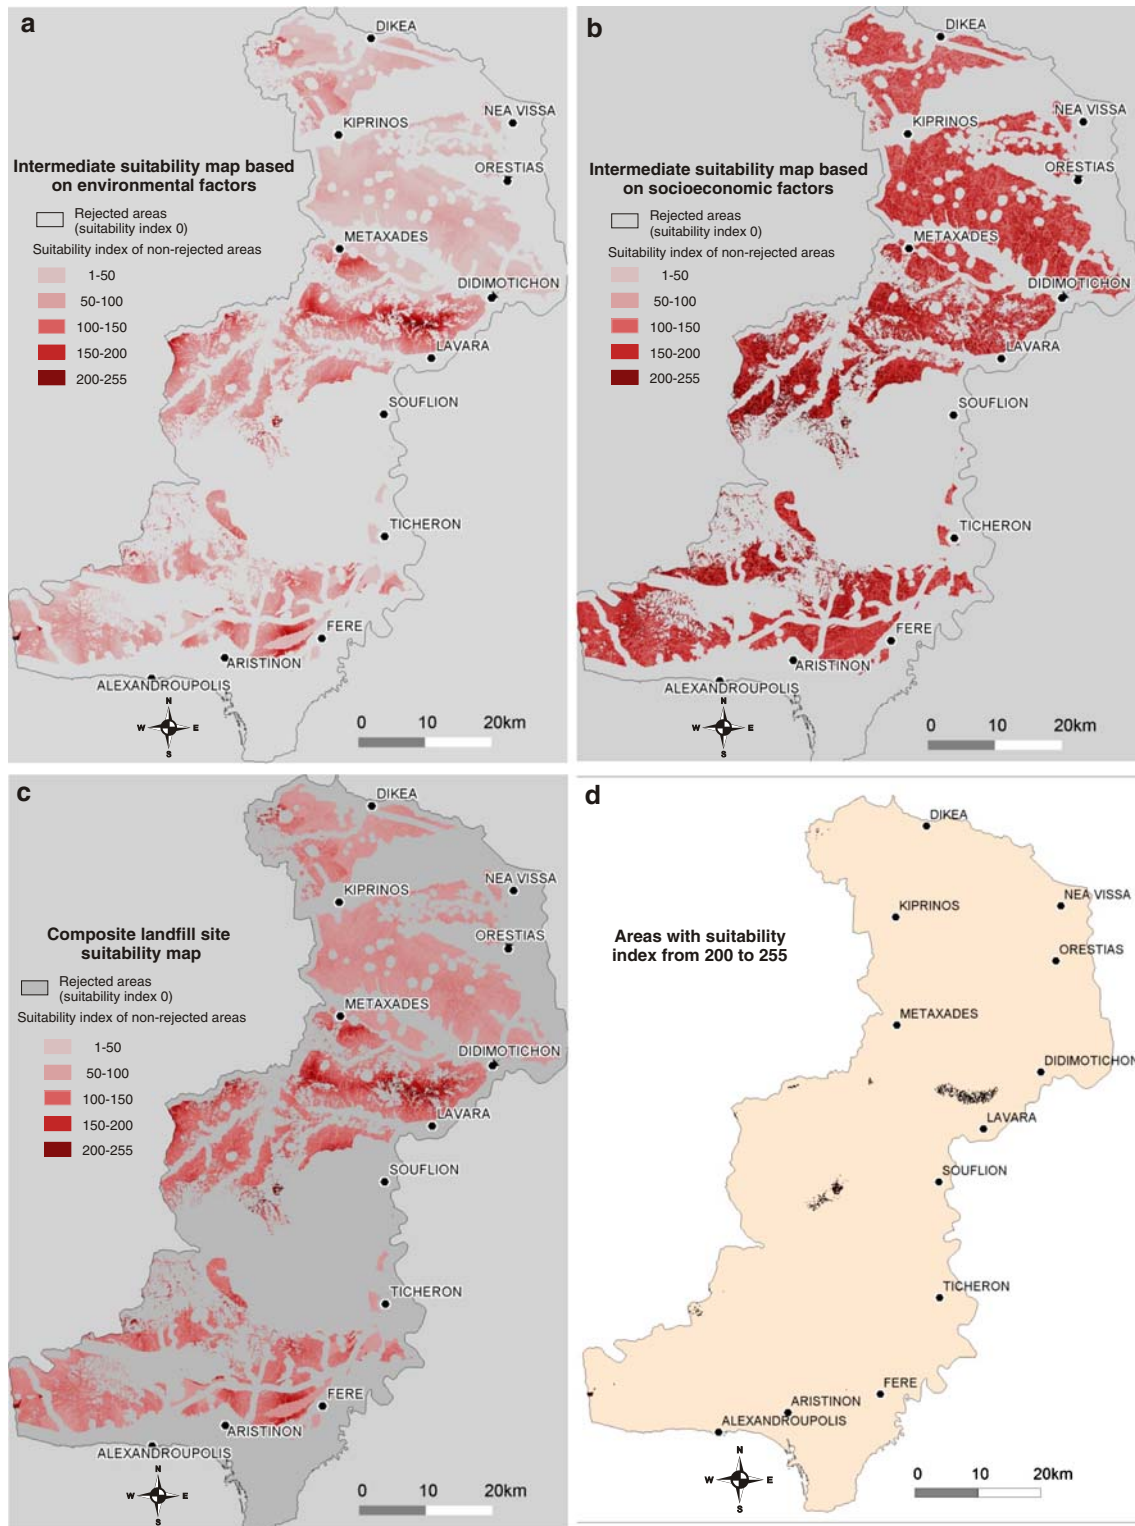 a
DIKEA
KIPRINOS
NEA VISSA
Intermediate suitability map based
on environmental factors
ORESTIAS
Rejected areas
(suitability index 0)
Suitability index of non-rejected areas
METAXADES
1-50
50-100
100-150
150-200
200-255
DIDIMOTICHON
LAVARA
SOUFLION
TICHERON
FERE
ARISTINON
ALEXANDROUPOLIS
N
W E
S
0 10 20km
b
DIKEA
KIPRINOS
NEA VISSA
Intermediate suitability map based
on socioeconomic factors
ORESTIAS
Rejected areas
(suitability index 0)
Suitability index of non-rejected areas
METAXADES
1-50
50-100
100-150
150-200
200-255
DIDIMOTICHON
LAVARA
SOUFLION
TICHERON
FERE
ARISTINON
ALEXANDROUPOLIS
N
W E
S
0 10 20km
c
DIKEA
KIPRINOS
NEA VISSA
Composite landfill site
suitability map
ORESTIAS
Rejected areas
(suitability index 0)
Suitability index of non-rejected areas
METAXADES
1-50
50-100
100-150
150-200
200-255
DIDIMOTICHON
LAVARA
SOUFLION
TICHERON
FERE
ARISTINON
ALEXANDROUPOLIS
N
W E
S
0 10 20km
d
DIKEA
NEA VISSA
KIPRINOS
Areas with suitability
index from 200 to 255
ORESTIAS
METAXADES
DIDIMOTICHON
LAVARA
SOUFLION
TICHERON
FERE
ARISTINON
ALEXANDROUPOLIS
N
W E
S
0 10 20km